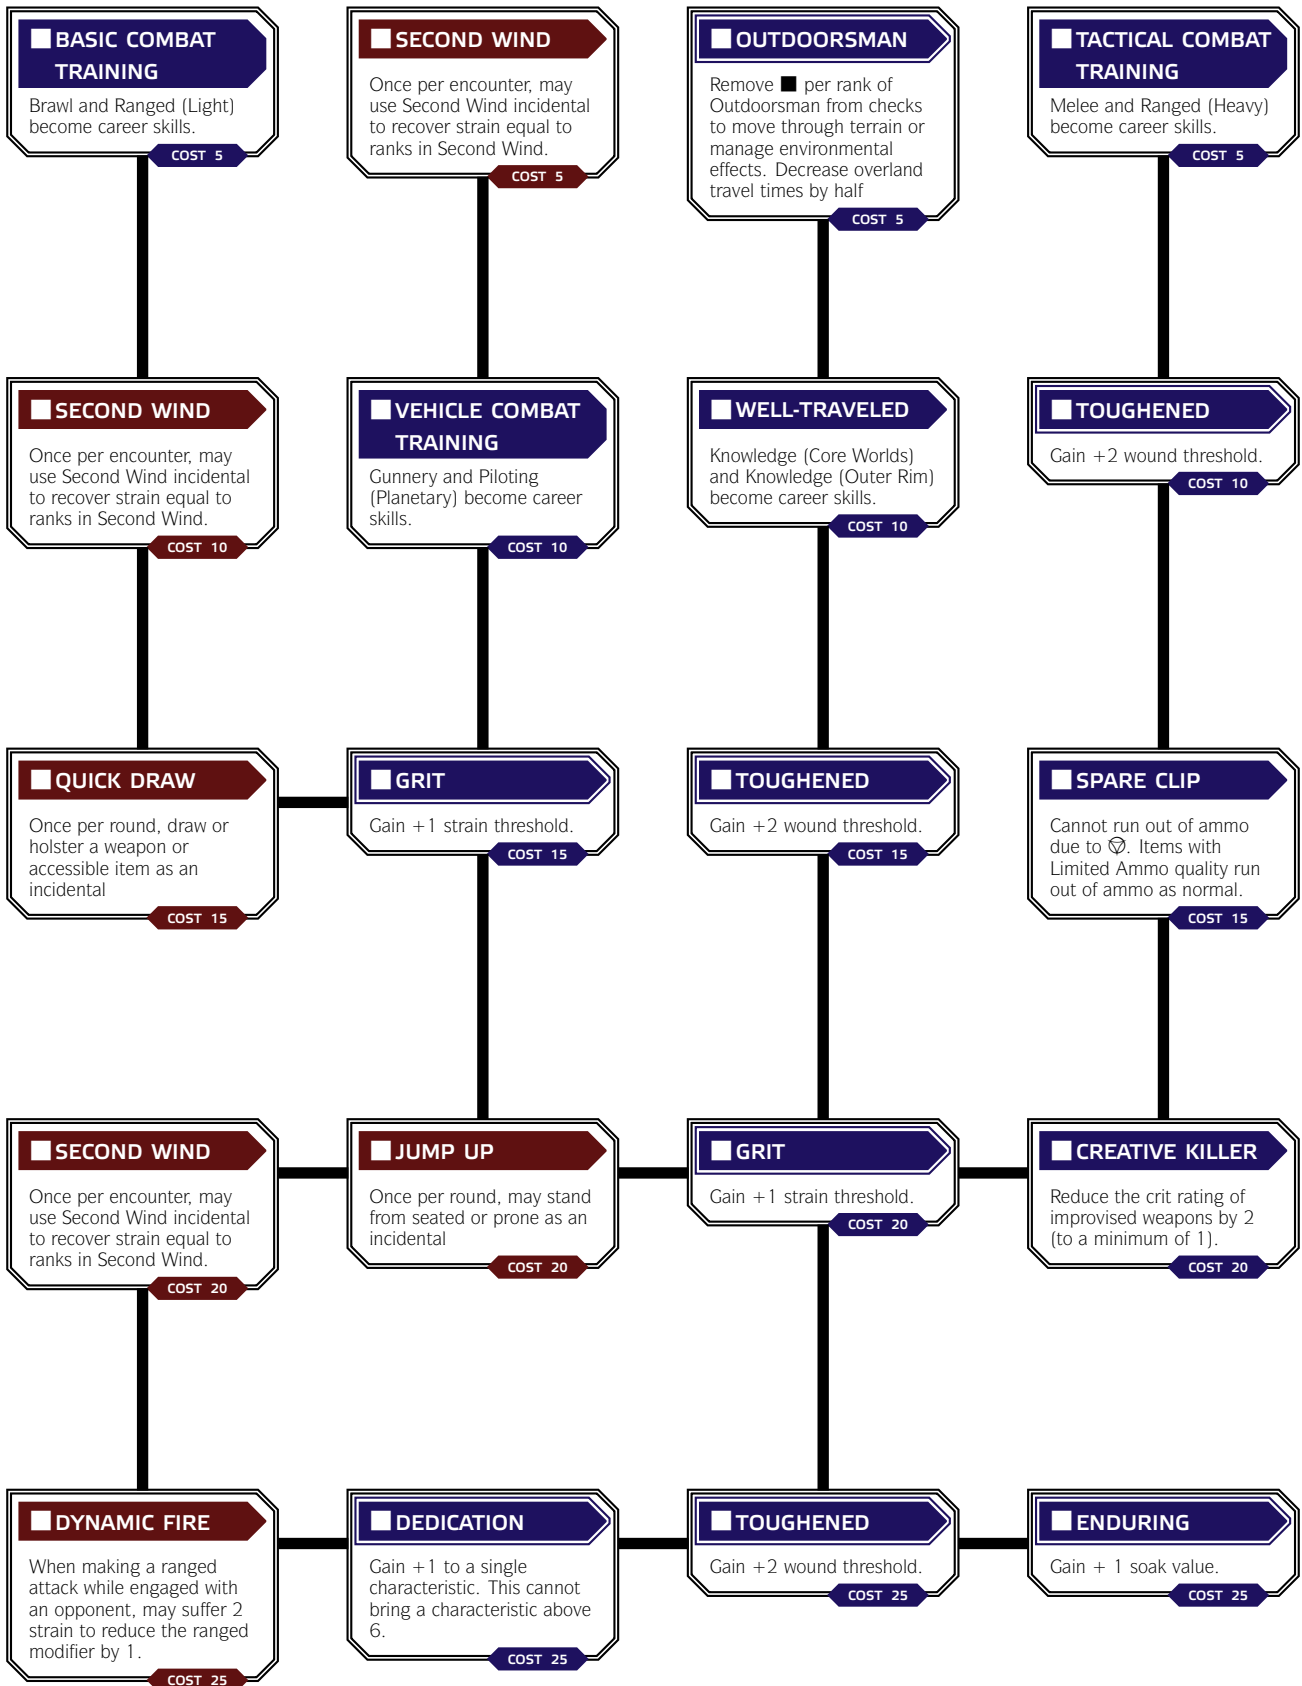 BASIC COMBAT
TRAINING
Brawl and Ranged (Light)
become career skills.
COST 5
SECOND WIND
Once per encounter, may
use Second Wind incidental
to recover strain equal to
ranks in Second Wind.
COST 5
OUTDOORSMAN
Remove ■ per rank of
Outdoorsman from checks
to move through terrain or
manage environmental
effects. Decrease overland
travel times by half
COST 5
TACTICAL COMBAT
TRAINING
Melee and Ranged (Heavy)
become career skills.
COST 5
SECOND WIND
Once per encounter, may
use Second Wind incidental
to recover strain equal to
ranks in Second Wind.
COST 10
VEHICLE COMBAT
TRAINING
Gunnery and Piloting
(Planetary) become career
skills.
COST 10
WELL-TRAVELED
Knowledge (Core Worlds)
and Knowledge (Outer Rim)
become career skills.
COST 10
TOUGHENED
Gain +2 wound threshold.
COST 10
QUICK DRAW
Once per round, draw or
holster a weapon or
accessible item as an
incidental
COST 15
GRIT
Gain +1 strain threshold.
COST 15
TOUGHENED
Gain +2 wound threshold.
COST 15
SPARE CLIP
Cannot run out of ammo
due to . Items with
Limited Ammo quality run
out of ammo as normal.
COST 15
SECOND WIND
Once per encounter, may
use Second Wind incidental
to recover strain equal to
ranks in Second Wind.
COST 20
JUMP UP
Once per round, may stand
from seated or prone as an
incidental
COST 20
GRIT
Gain +1 strain threshold.
COST 20
CREATIVE KILLER
Reduce the crit rating of
improvised weapons by 2
(to a minimum of 1).
COST 20
DYNAMIC FIRE
When making a ranged
attack while engaged with
an opponent, may suffer 2
strain to reduce the ranged
modifier by 1.
COST 25
DEDICATION
Gain +1 to a single
characteristic. This cannot
bring a characteristic above
6.
COST 25
TOUGHENED
Gain +2 wound threshold.
COST 25
ENDURING
Gain + 1 soak value.
COST 25